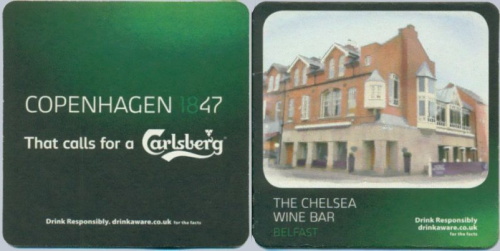 COPENHAGEN 1847
That calls for a Carlsberg
Drink Responsibly. drinkaware.co.uk for the facts
THE CHELSEA
WINE BAR
BELFAST
Drink Responsibly
drinkaware.co.uk
for the facts